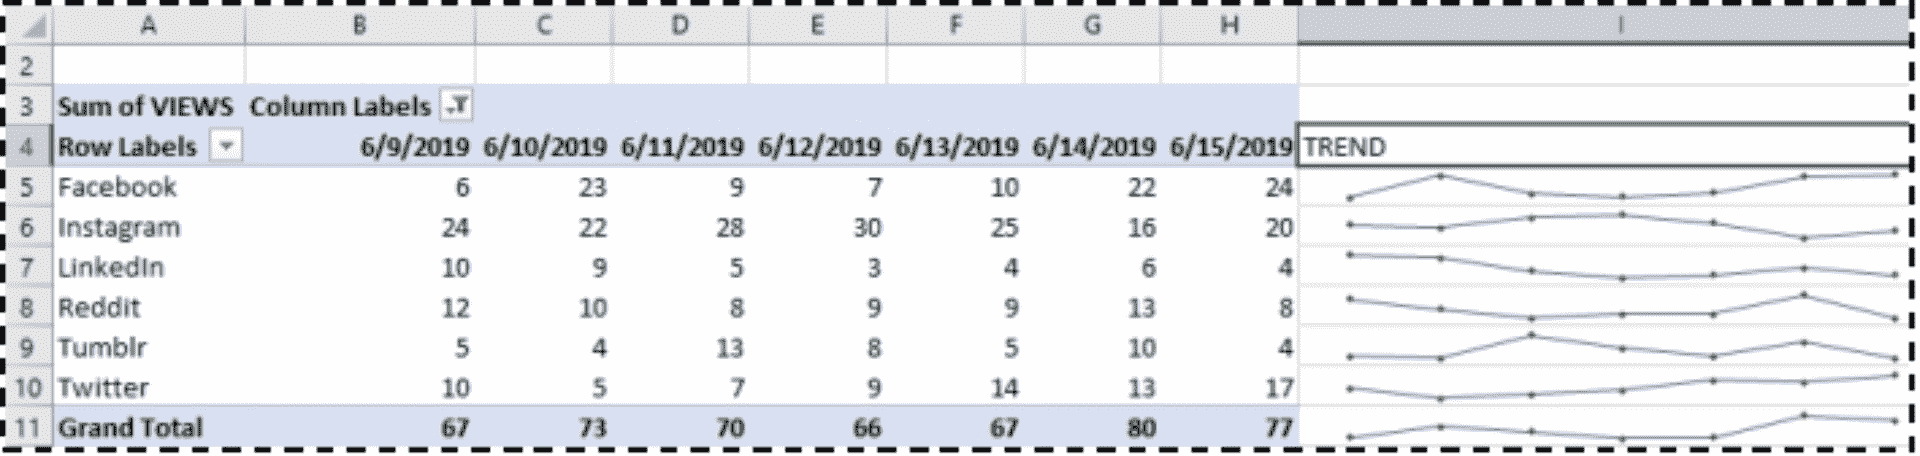 A B C D E F G H I
2
3 Sum of VIEWS Column Labels
4 Row Labels 6/9/2019 6/10/2019 6/11/2019 6/12/2019 6/13/2019 6/14/2019 6/15/2019 TREND
5 Facebook 6 23 9 7 10 22 24
6 Instagram 24 22 28 30 25 16 20
7 LinkedIn 10 9 5 3 4 6 4
8 Reddit 12 10 8 9 9 13 8
9 Tumblr 5 4 13 8 5 10 4
10 Twitter 10 5 7 9 14 13 17
11 Grand Total 67 73 70 66 67 80 77